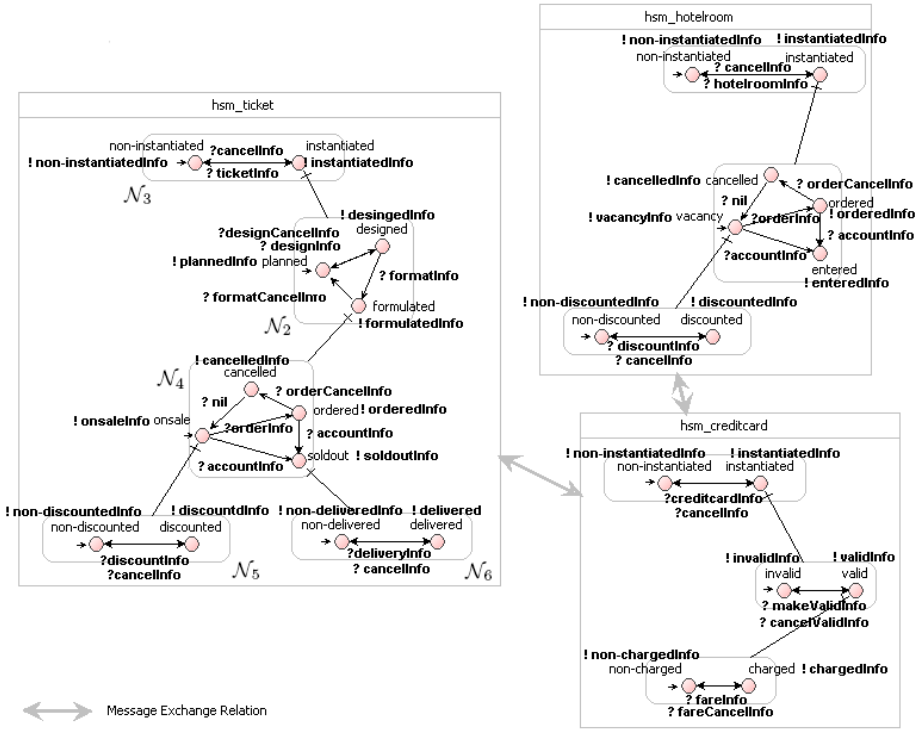 hsm_hotelroom
! non-instantiatedInfo
! instantiatedInfo
non-instantiated
instantiated
? cancelInfo
? hotelroomInfo
! cancelledInfo
cancelled
? orderCancelInfo
? nil
ordered
! vacancyInfo
vacancy
?orderInfo
! orderedInfo
? accountInfo
?accountInfo
entered
! enteredInfo
! non-discountedInfo
! discountedInfo
non-discounted
discounted
? discountInfo
? cancelInfo
hsm_ticket
non-instantiated
instantiated
?cancelInfo
! non-instantiatedInfo
! instantiatedInfo
? ticketInfo
N3
! desingedInfo
?designCancelInfo
designed
? designInfo
! plannedInfo
planned
? formatInfo
? formatCancelInfo
formulated
N2
! formulatedInfo
! cancelledInfo
N4
cancelled
? orderCancelInfo
? nil
ordered
! orderedInfo
! onsaleInfo
onsale
?orderInfo
? accountInfo
? accountInfo
soldout
! soldoutInfo
! non-discountedInfo
! discountdInfo
! non-deliveredInfo
! delivered
non-discounted
discounted
non-delivered
delivered
?discountInfo
?cancelInfo
?deliveryInfo
? cancelInfo
N5
N6
hsm_creditcard
! non-instantiatedInfo
! instantiatedInfo
non-instantiated
instantiated
?creditcardInfo
?cancelInfo
! invalidInfo
! validInfo
invalid
valid
? makeValidInfo
? cancelValidInfo
! non-chargedInfo
non-charged
charged
! chargedInfo
? fareInfo
? fareCancelInfo
Message Exchange Relation